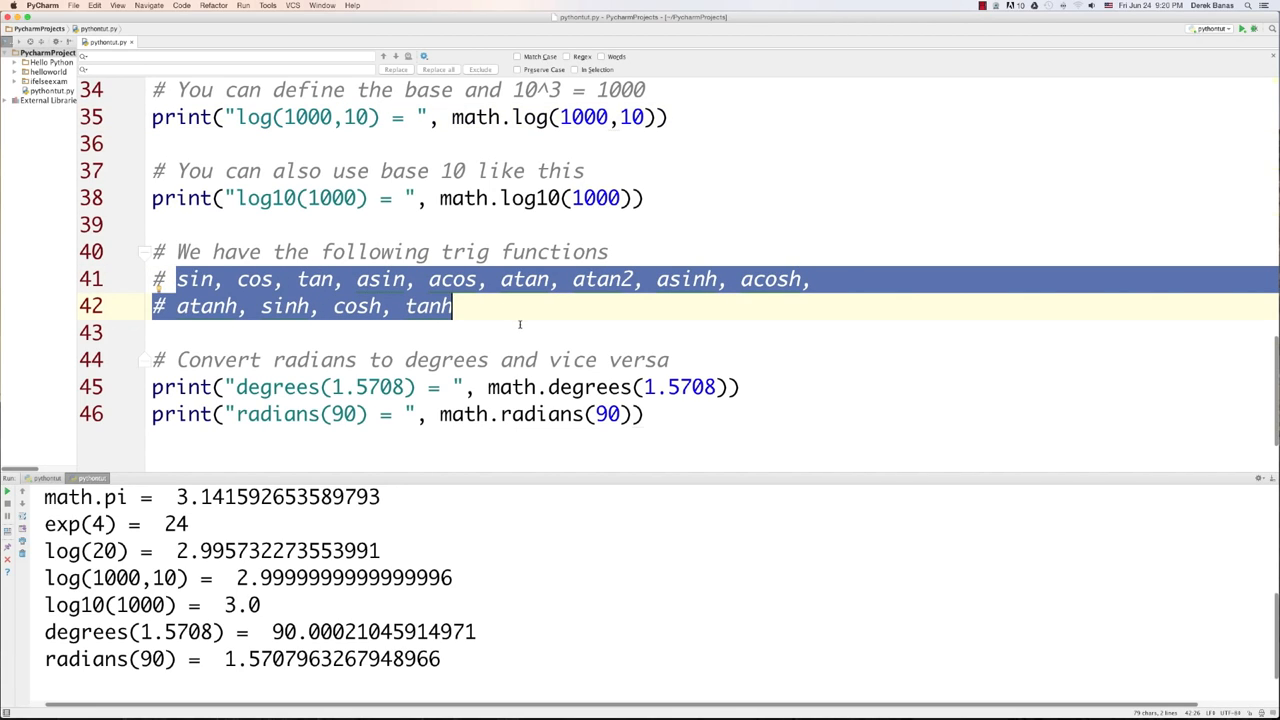 PyCharm File Edit View Navigate Code Refactor Run Tools VCS Window Help Fri Jun 24 9:20 PM Derek Banas
pythontut.py - PycharmProjects - [~/PycharmProjects]
PycharmProjects pythontut.py pythontut
pythontut.py
PycharmProject
Hello Python
helloworld
ifelseexam
pythontut.py
External Librarie
Match Case Regex Words
Replace Replace all Exclude Preserve Case In Selection
34 # You can define the base and 10^3 = 1000
35 print("log(1000,10) = ", math.log(1000,10))
36
37 # You can also use base 10 like this
38 print("log10(1000) = ", math.log10(1000))
39
40 # We have the following trig functions
41 # sin, cos, tan, asin, acos, atan, atan2, asinh, acosh,
42 # atanh, sinh, cosh, tanh
43
44 # Convert radians to degrees and vice versa
45 print("degrees(1.5708) = ", math.degrees(1.5708))
46 print("radians(90) = ", math.radians(90))
Run: pythontut pythontut
math.pi = 3.141592653589793
exp(4) = 24
log(20) = 2.995732273553991
log(1000,10) = 2.9999999999999996
log10(1000) = 3.0
degrees(1.5708) = 90.00021045914971
radians(90) = 1.5707963267948966
79 chars, 2 lines 42:26 LF÷ UTF-8÷